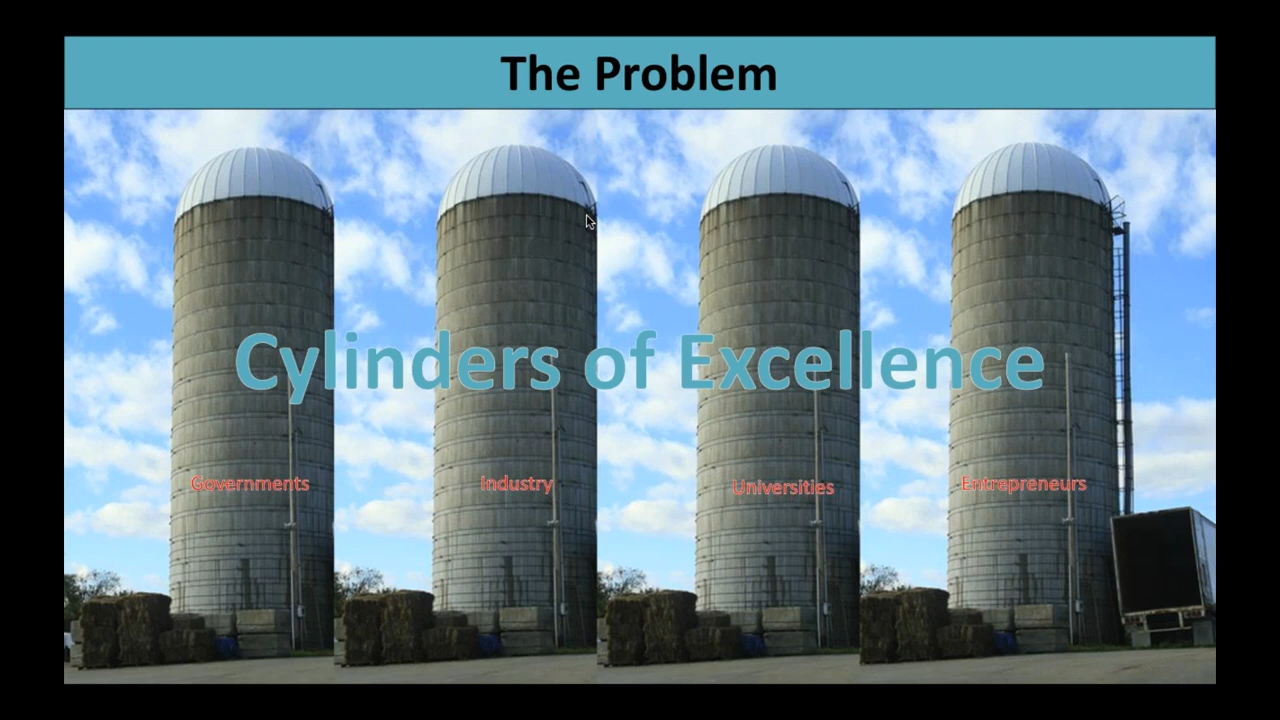 The Problem
Cylinders of Excellence
Governments
Industry
Universities
Entrepreneurs